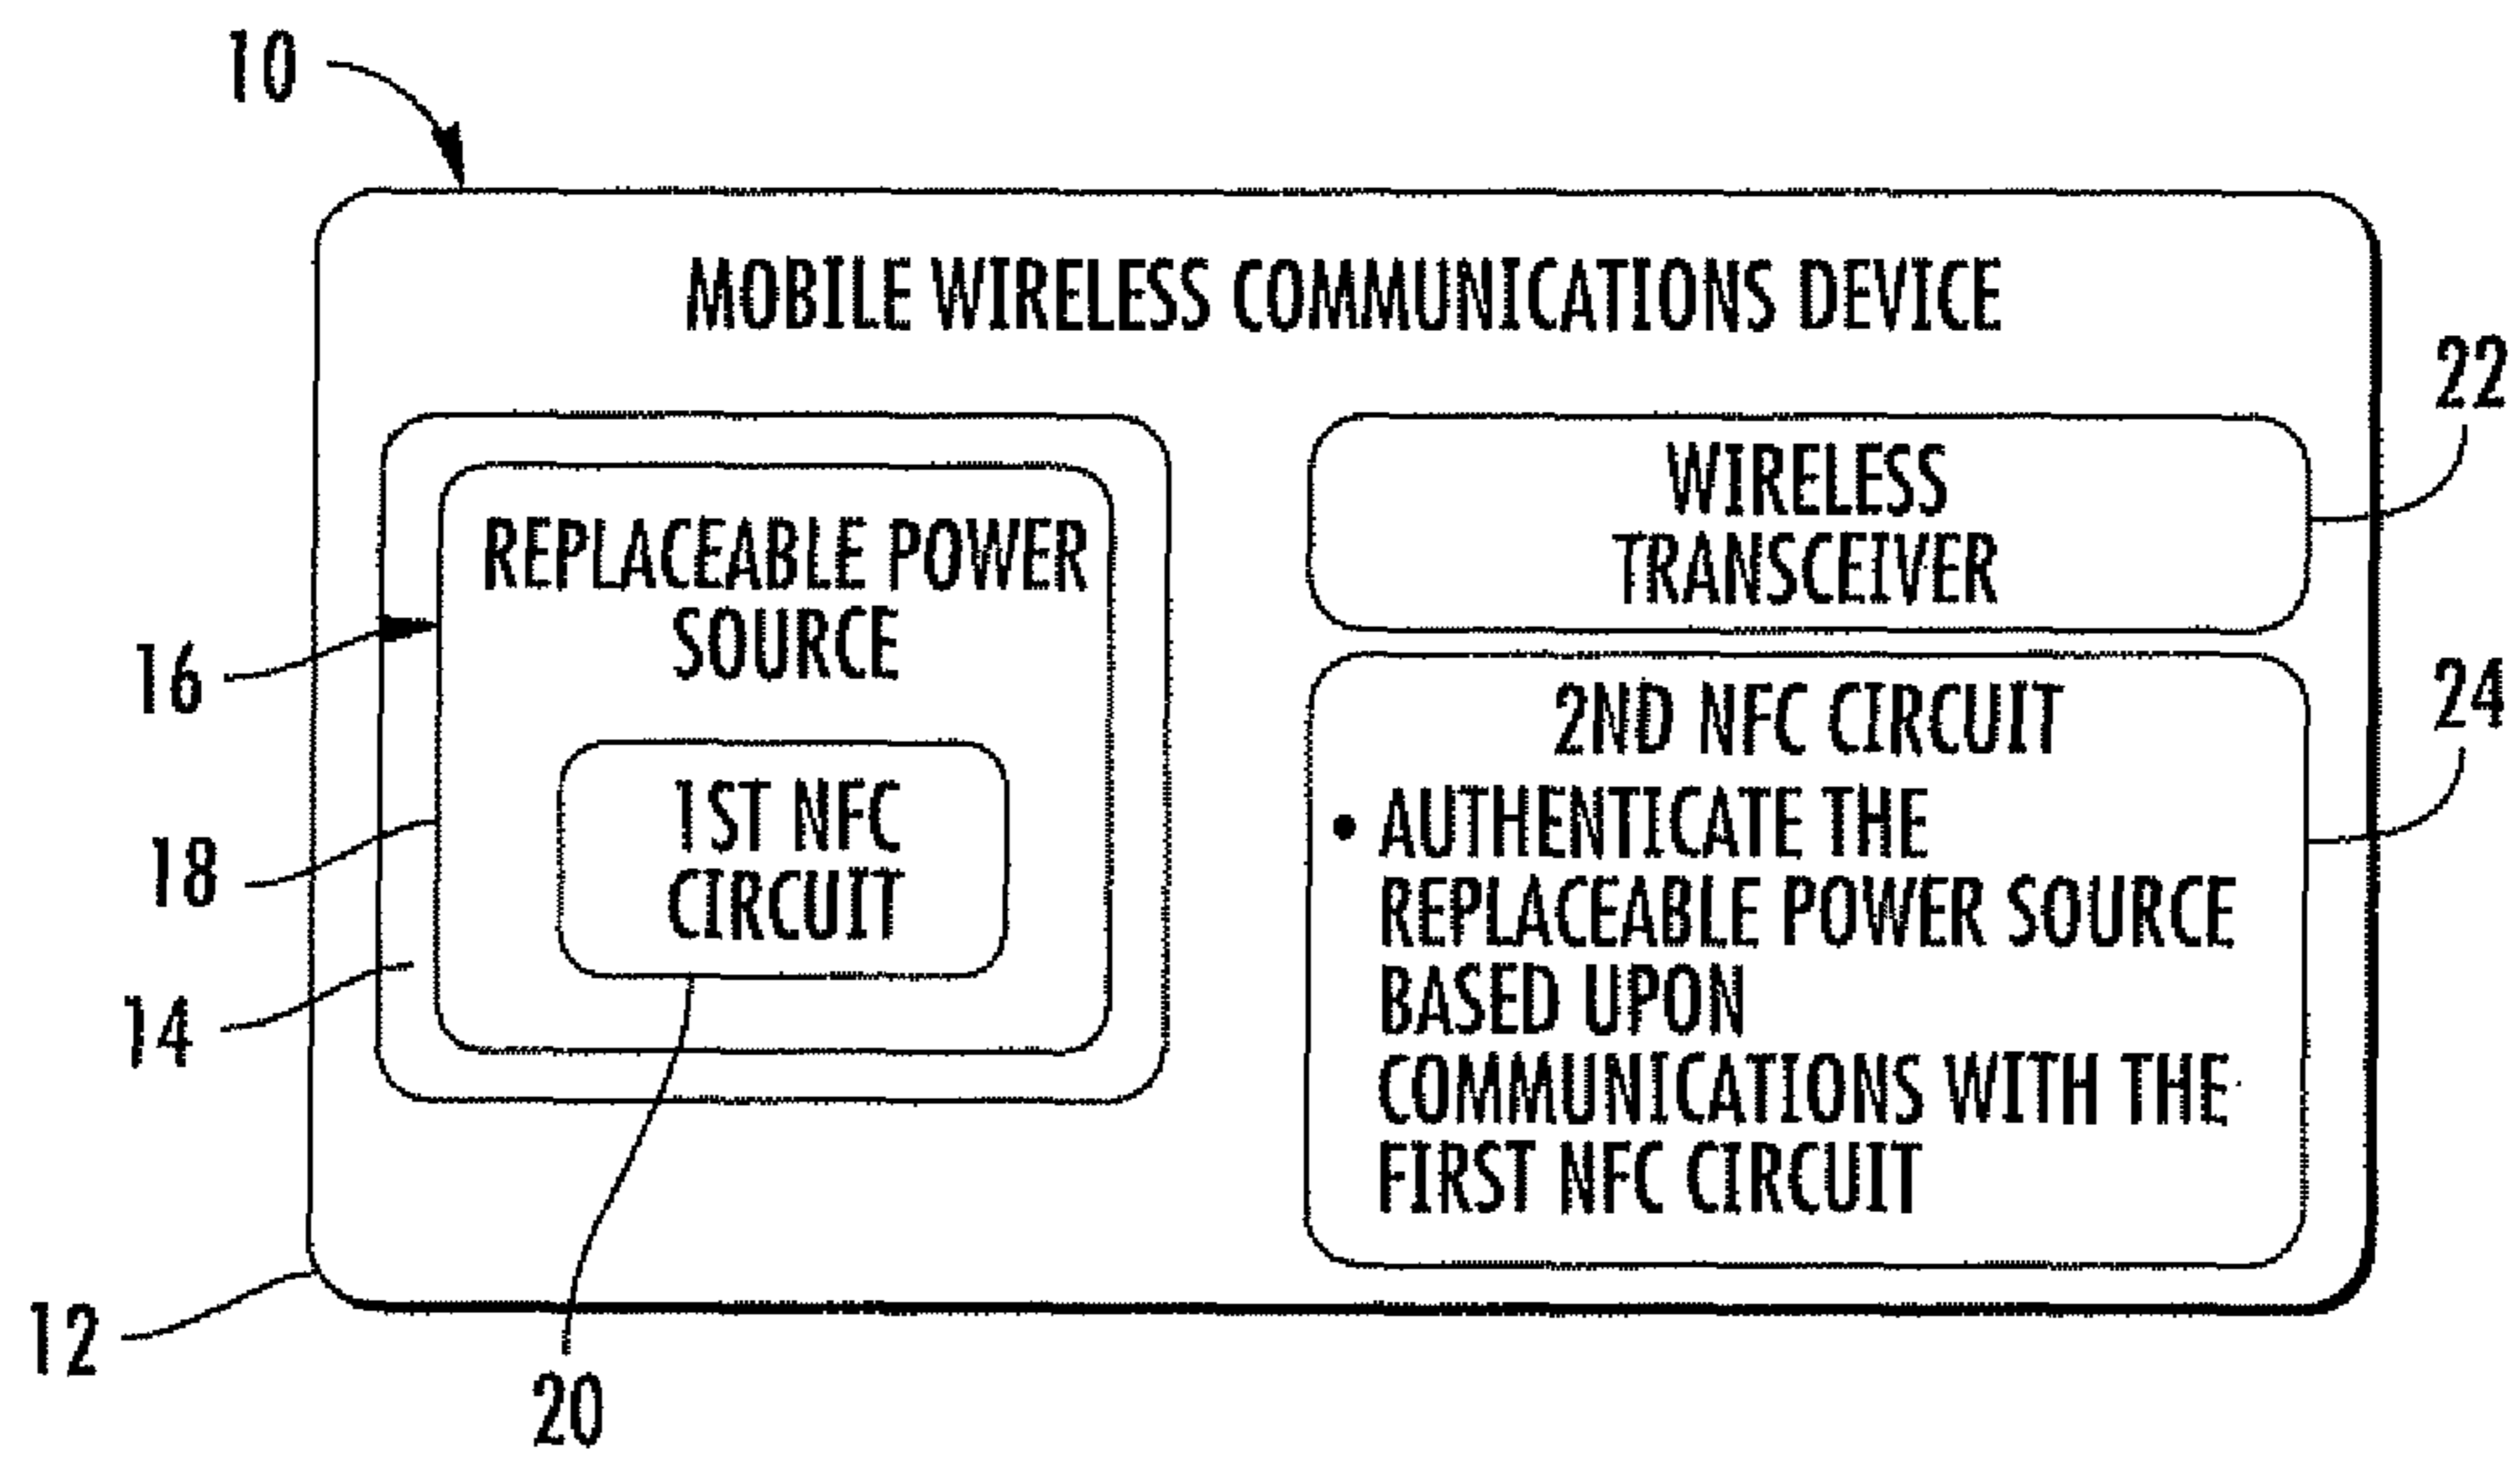 10
MOBILE WIRELESS COMMUNICATIONS DEVICE
22
REPLACEABLE POWER
SOURCE
WIRELESS
TRANSCEIVER
16
24
1ST NFC
CIRCUIT
2ND NFC CIRCUIT
• AUTHENTICATE THE
REPLACEABLE POWER SOURCE
BASED UPON
COMMUNICATIONS WITH THE
FIRST NFC CIRCUIT
18
14
12
20